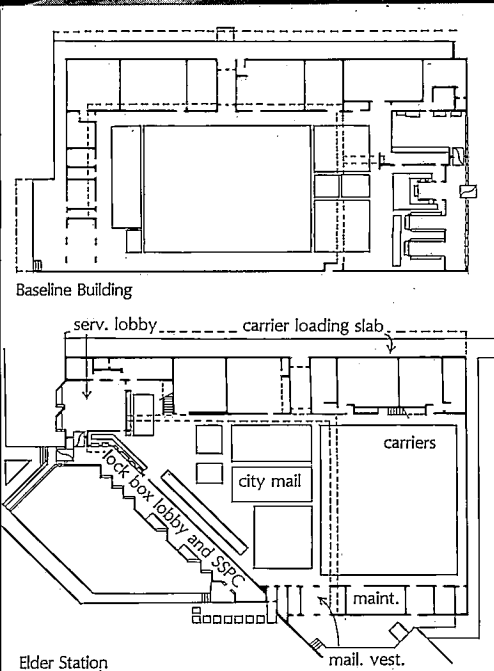 Baseline Building
serv. lobby
carrier loading slab
carriers
city mail
lock box lobby and SSPC
maint.
mail. vest.
Elder Station